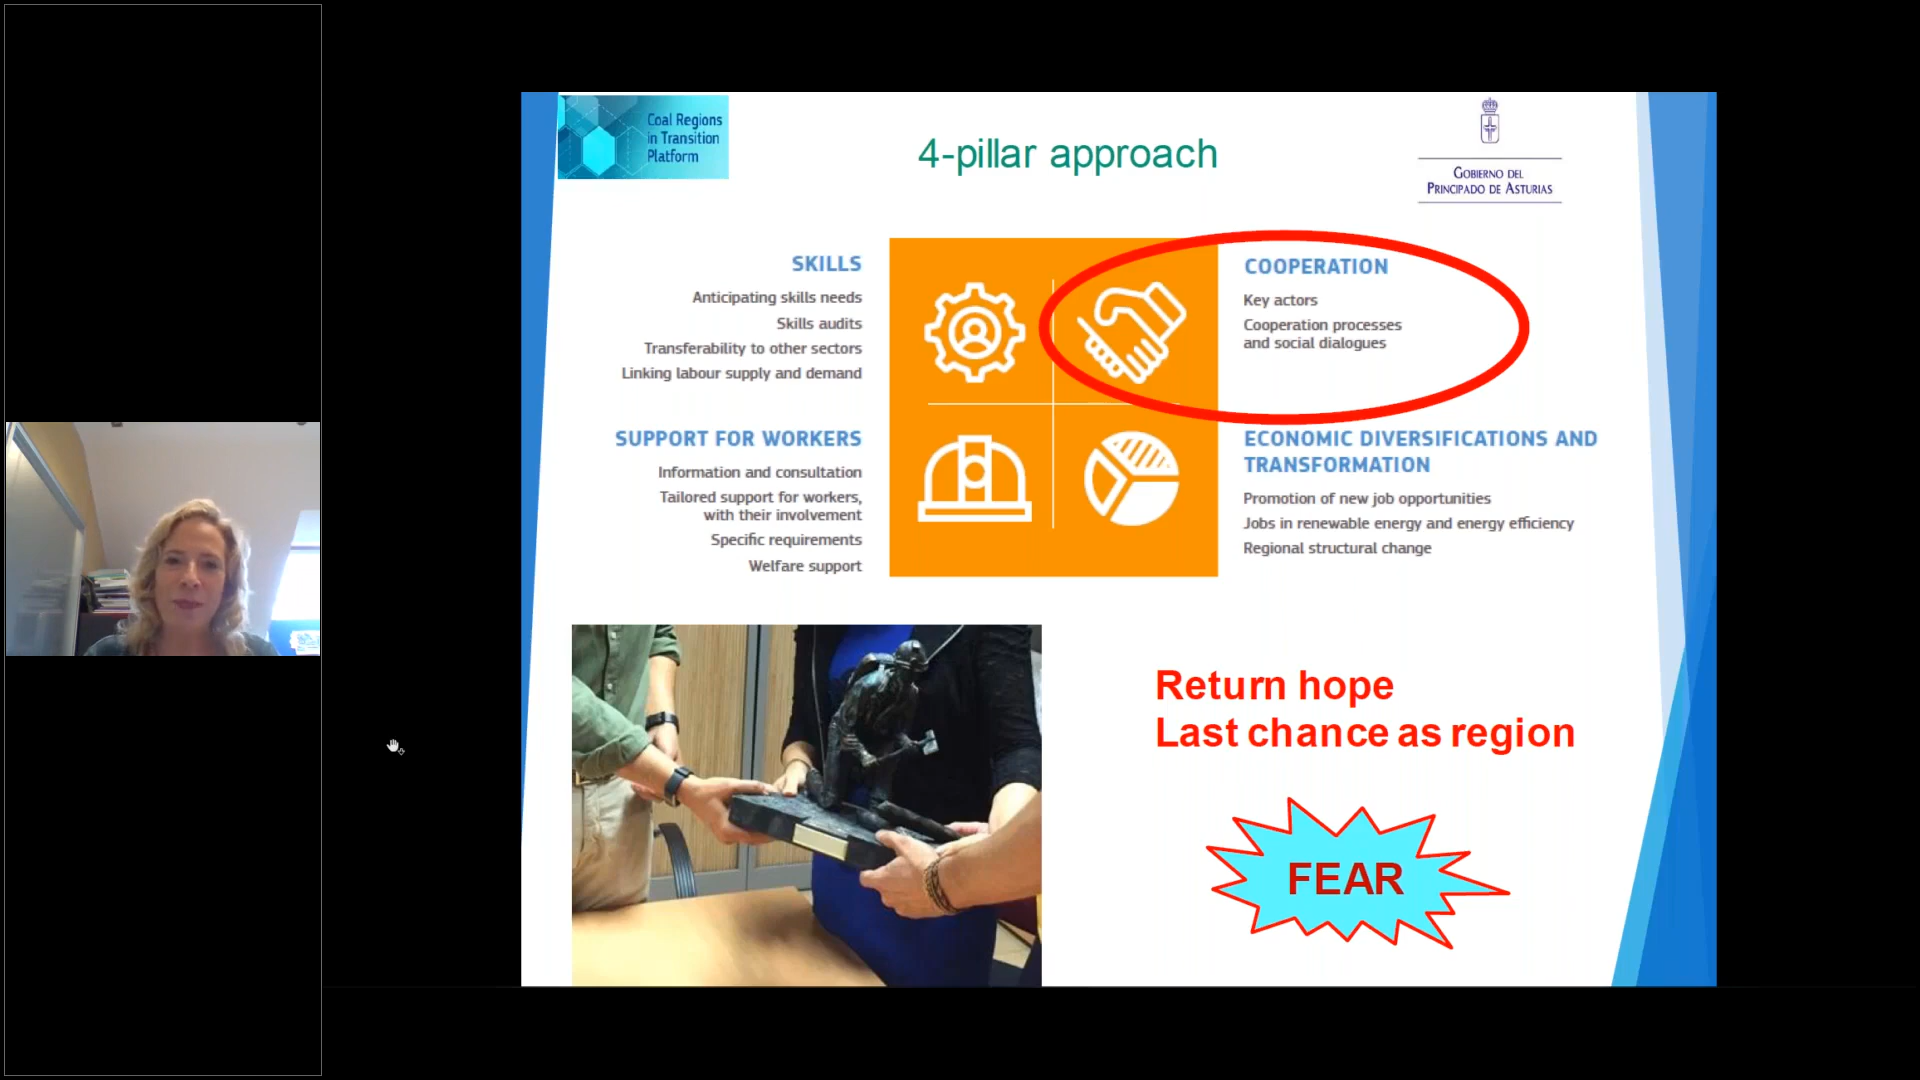 Coal Regions
in Transition
Platform
4-pillar approach
GOBIERNO DEL
PRINCIPADO DE ASTURIAS
SKILLS
Anticipating skills needs
Skills audits
Transferability to other sectors
Linking labour supply and demand
COOPERATION
Key actors
Cooperation processes
and social dialogues
SUPPORT FOR WORKERS
Information and consultation
Tailored support for workers,
with their involvement
Specific requirements
Welfare support
ECONOMIC DIVERSIFICATIONS AND
TRANSFORMATION
Promotion of new job opportunities
Jobs in renewable energy and energy efficiency
Regional structural change
Return hope
Last chance as region
FEAR